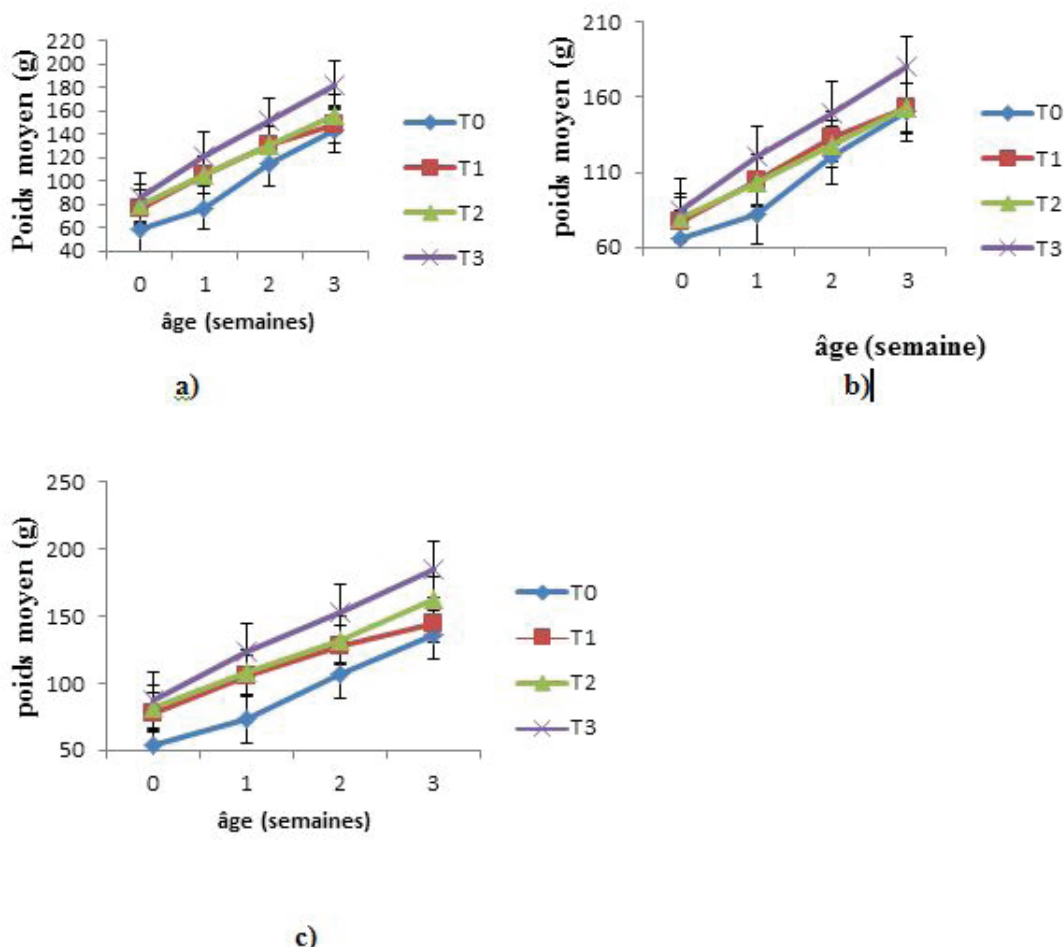 Poids moyen (g)
220
200
180
160
140
120
100
80
60
40
0 1 2 3
âge (semaines)
T0
T1
T2
T3
a)
poids moyen (g)
210
160
110
60
0 1 2 3
âge (semaine)
T0
T1
T2
T3
b)
poids moyen (g)
250
200
150
100
50
0 1 2 3
âge (semaines)
T0
T1
T2
T3
c)